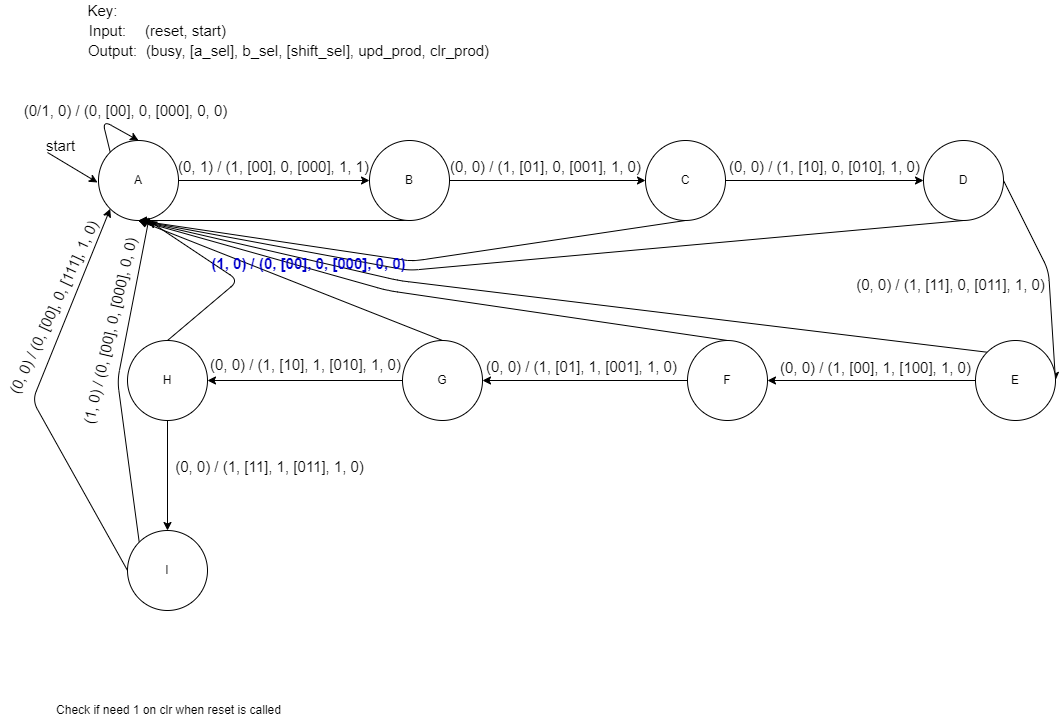 Key:
Input: (reset, start)
Output: (busy, [a_sel], b_sel, [shift_sel], upd_prod, clr_prod)
(0/1, 0) / (0, [00], 0, [000], 0, 0)
start
A
(0, 1) / (1, [00], 0, [000], 1, 1)
B
(0, 0) / (1, [01], 0, [001], 1, 0)
C
(0, 0) / (1, [10], 0, [010], 1, 0)
D
(0, 0) / (1, [11], 0, [011], 1, 0)
(1, 0) / (0, [00], 0, [000], 0, 0)
(0, 0) / (0, [00], 0, [111], 1, 0)
(1, 0) / (0, [00], 0, [000], 0, 0)
H
(0, 0) / (1, [10], 1, [010], 1, 0)
G
(0, 0) / (1, [01], 1, [001], 1, 0)
F
(0, 0) / (1, [00], 1, [100], 1, 0)
E
(0, 0) / (1, [11], 1, [011], 1, 0)
I
Check if need 1 on clr when reset is called